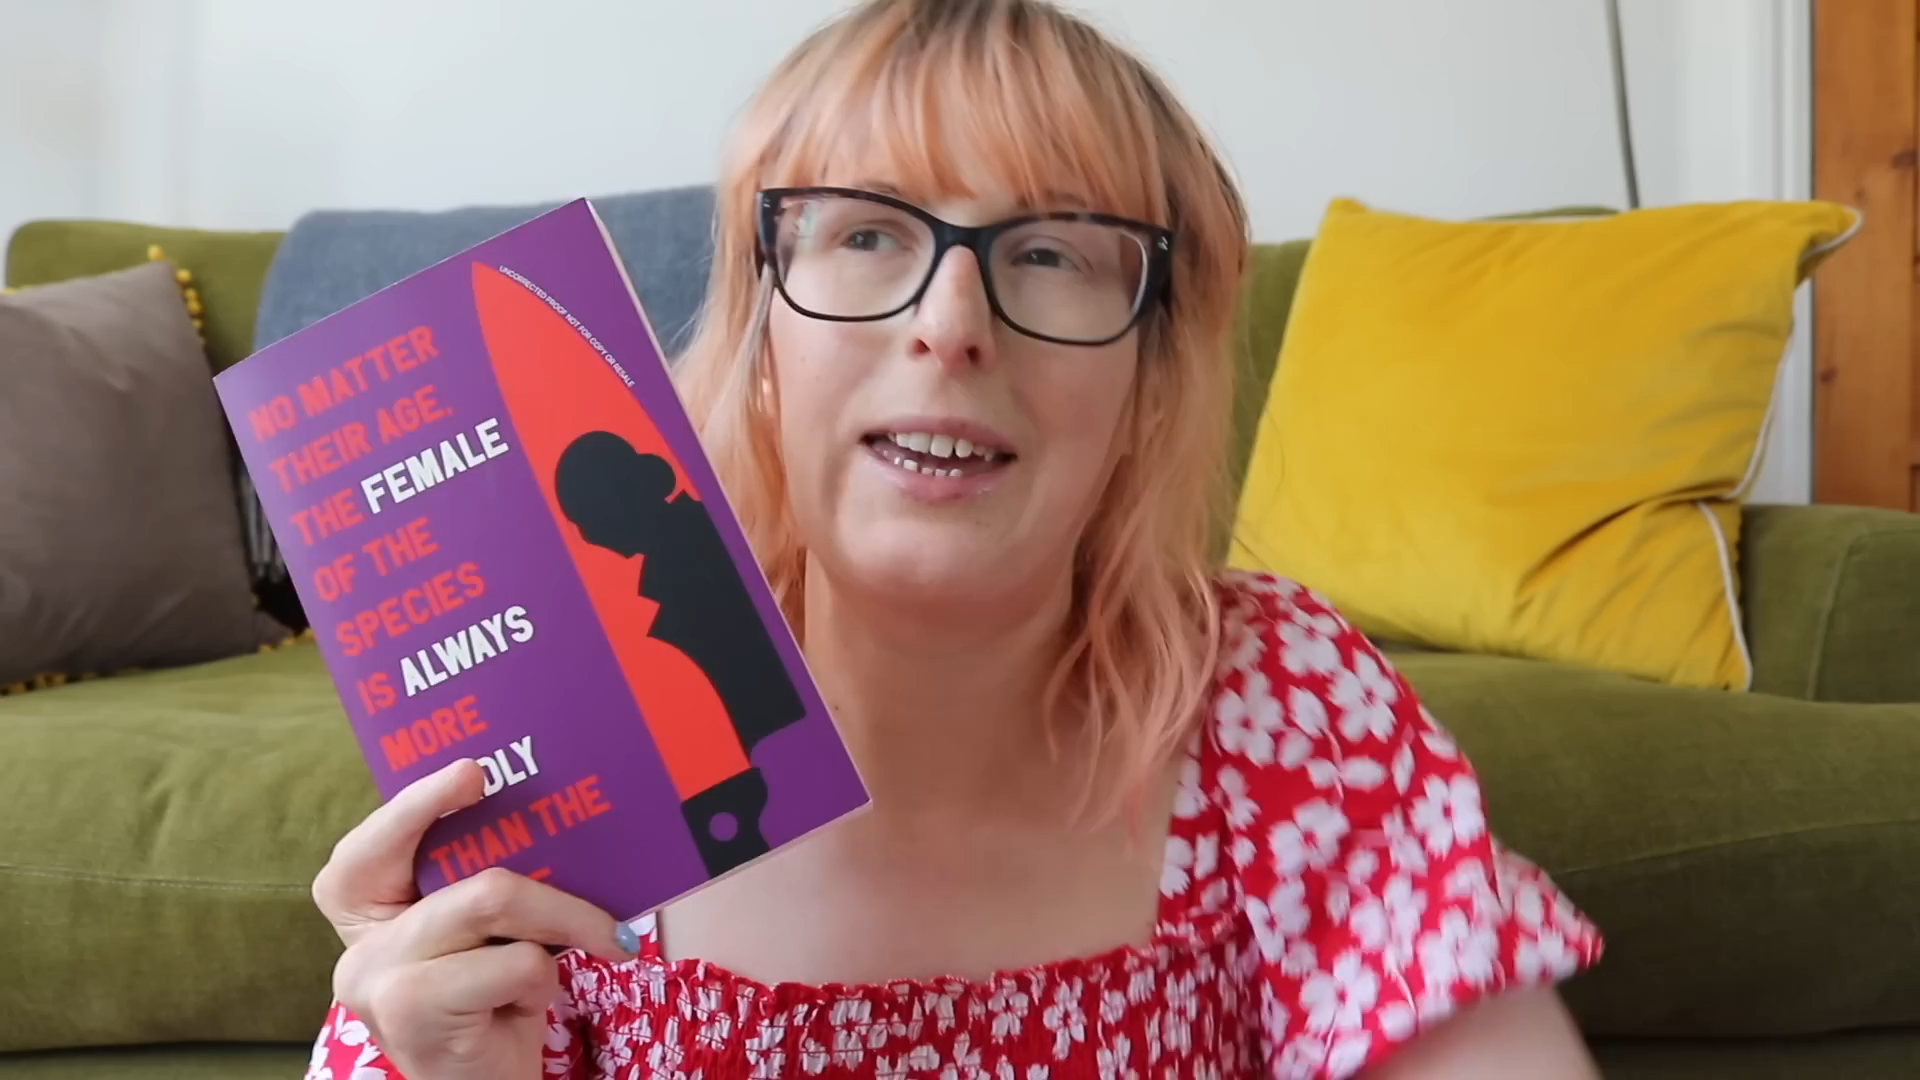 NO MATTER
THEIR AGE,
THE FEMALE
OF THE
SPECIES
IS ALWAYS
MORE
DLY
THAN THE
UNCORRECTED PROOF NOT FOR COPY OR RESALE